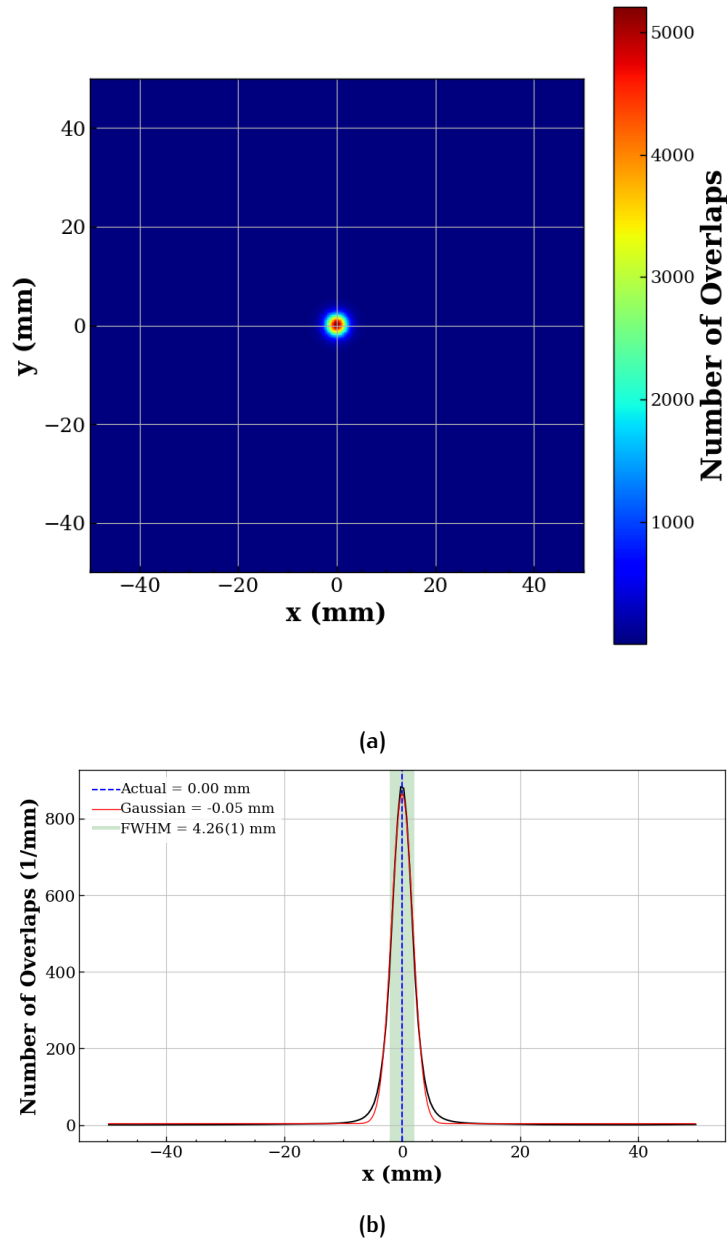 5000
4000
3000
2000
1000
Number of Overlaps
40
20
0
−20
−40
y (mm)
−40 −20 0 20 40
x (mm)
(a)
Actual = 0.00 mm
Gaussian = -0.05 mm
FWHM = 4.26(1) mm
800
600
400
200
0
Number of Overlaps (1/mm)
−40 −20 0 20 40
x (mm)
(b)